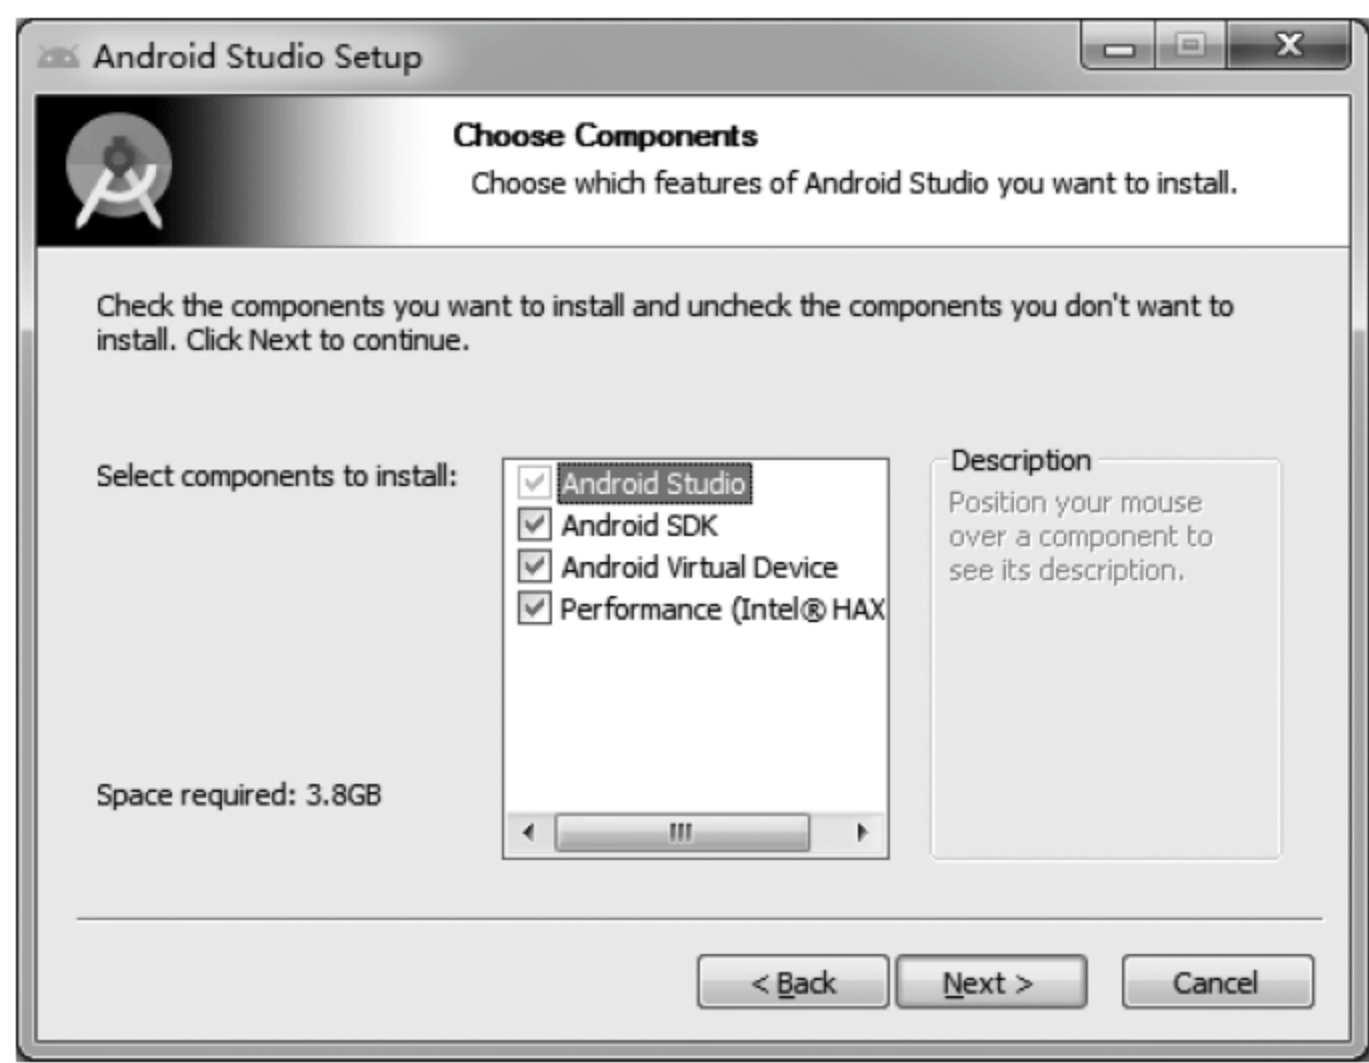 Android Studio Setup
Choose Components
Choose which features of Android Studio you want to install.
Check the components you want to install and uncheck the components you don't want to
install. Click Next to continue.
Select components to install:
Android Studio
Android SDK
Android Virtual Device
Performance (Intel® HAX
Description
Position your mouse
over a component to
see its description.
Space required: 3.8GB
< Back
Next >
Cancel